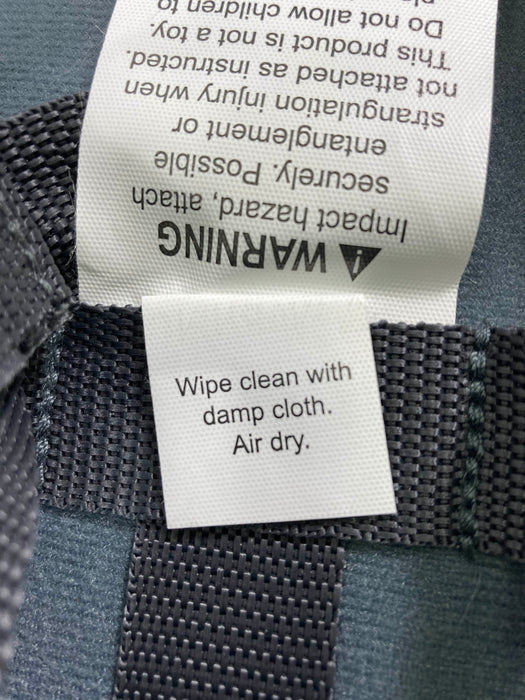 ⚠ WARNING
Impact hazard, attach
securely. Possible
entanglement or
strangulation injury when
not attached as instructed.
This product is not a toy.
Do not allow children to
Wipe clean with
damp cloth.
Air dry.